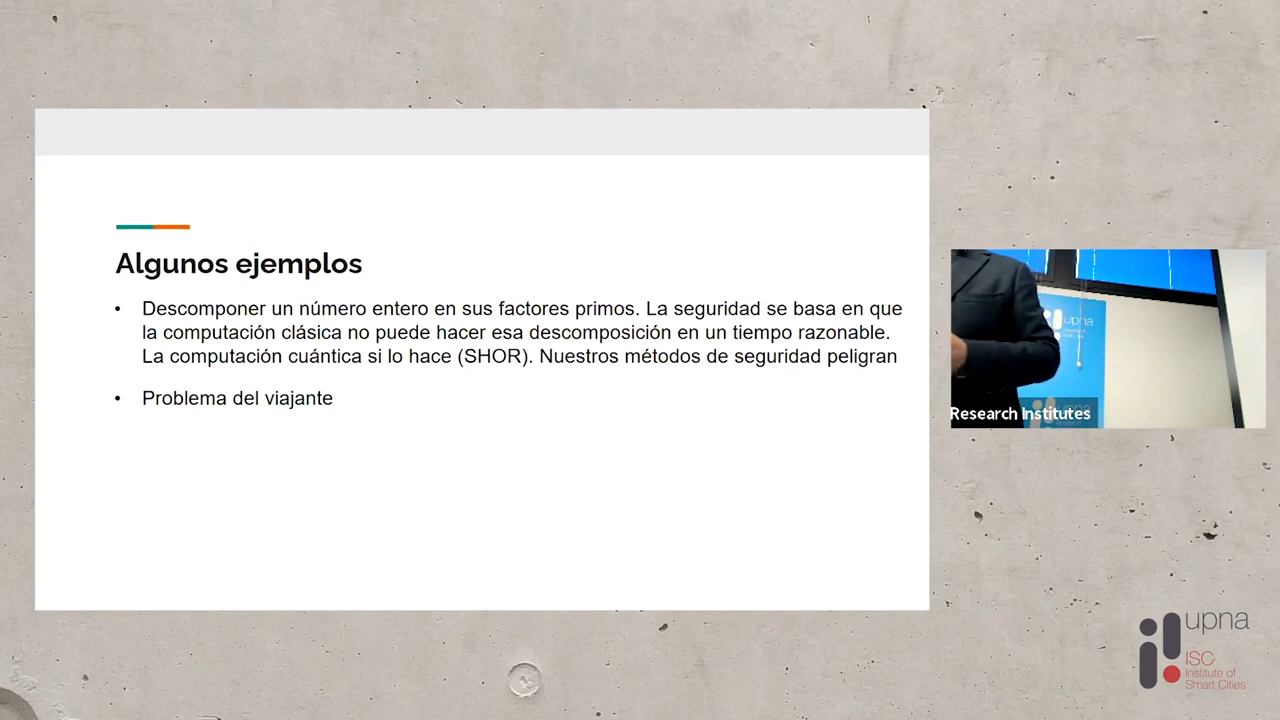 Algunos ejemplos
• Descomponer un número entero en sus factores primos. La seguridad se basa en que
la computación clásica no puede hacer esa descomposición en un tiempo razonable.
La computación cuántica si lo hace (SHOR). Nuestros métodos de seguridad peligran
• Problema del viajante
upna
Research Institutes
upna
ISC
Institute of
Smart Cities